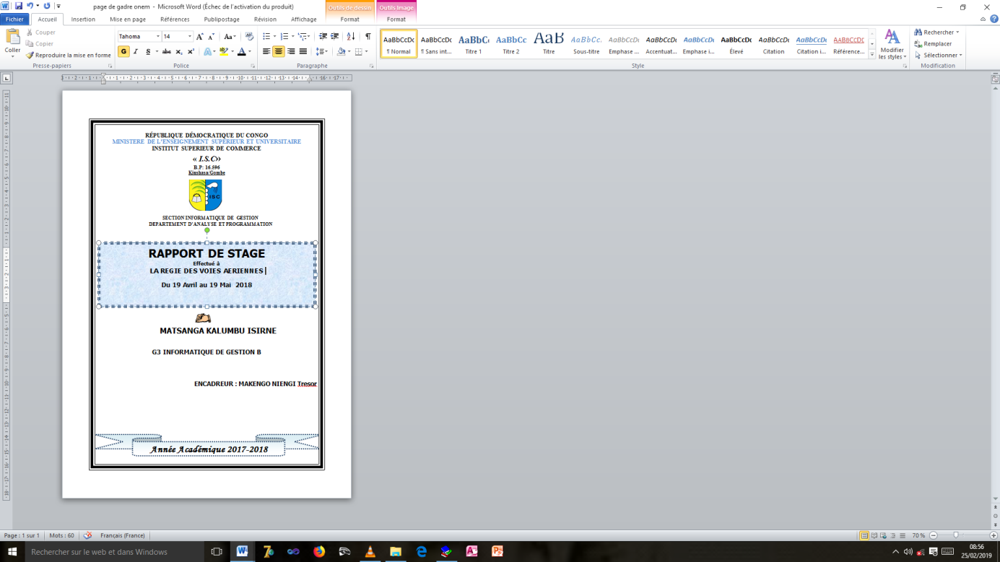 page de gadre onem - Microsoft Word (Échec de l'activation du produit)
Outils de dessin
Outils Image
Fichier
Accueil
Insertion
Mise en page
Références
Publipostage
Révision
Affichage
Format
Format
Coller
Couper
Copier
Reproduire la mise en forme
Presse-papiers
Tahoma
14
Police
Paragraphe
AaBbCcDc
¶ Normal
AaBbCcDc
¶ Sans int...
AaBbC
Titre 1
AaBbCc
Titre 2
AaB
Titre
AaBbCc.
Sous-titre
AaBbCcDc
Emphase ...
AaBbCcDc
Accentuat...
AaBbCcDc
Emphase i...
AaBbCcDc
Élevé
AaBbCcDc
Citation
AaBbCcDc
Citation i...
AaBbCcDc
Référence...
Modifier les styles
Style
Rechercher
Remplacer
Sélectionner
Modification
RÉPUBLIQUE DÉMOCRATIQUE DU CONGO
MINISTERE DE L'ENSEIGNEMENT SUPERIEUR ET UNIVERSITAIRE
INSTITUT SUPERIEUR DE COMMERCE
« I.S.C»
B.P: 16.596
Kinshasa/Gombe
ISC
SECTION INFORMATIQUE DE GESTION
DEPARTEMENT D'ANALYSE ET PROGRAMMATION
RAPPORT DE STAGE
Effectué à
LA REGIE DES VOIES AERIENNES
Du 19 Avril au 19 Mai 2018
MATSANGA KALUMBU ISIRNE
G3 INFORMATIQUE DE GESTION B
ENCADREUR : MAKENGO NIENGI Tresor
Année Académique 2017-2018
Page : 1 sur 1
Mots : 60
Français (France)
70 %
Rechercher sur le web et dans Windows
08:56
25/02/2019